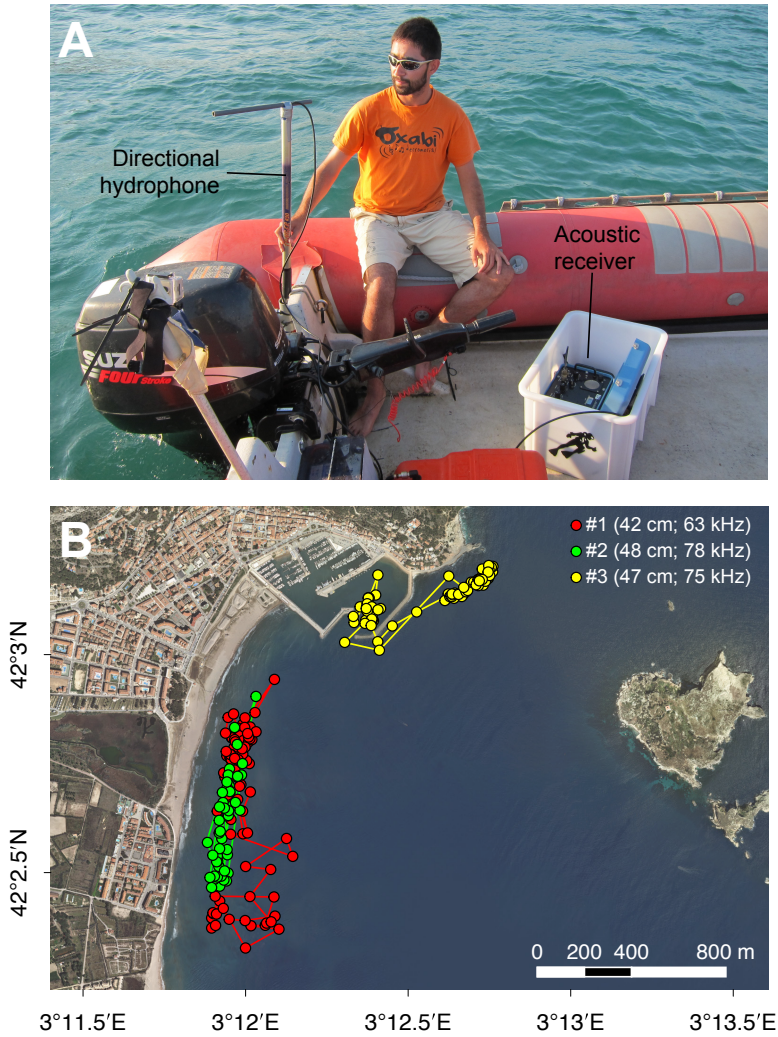 A
Directional
hydrophone
Oxabi
Acoustic
receiver
SUZ
FOUR stroke
B
#1 (42 cm; 63 kHz)
#2 (48 cm; 78 kHz)
#3 (47 cm; 75 kHz)
42°3′N
42°2.5′N
0 200 400 800 m
3°11.5′E 3°12′E 3°12.5′E 3°13′E 3°13.5′E